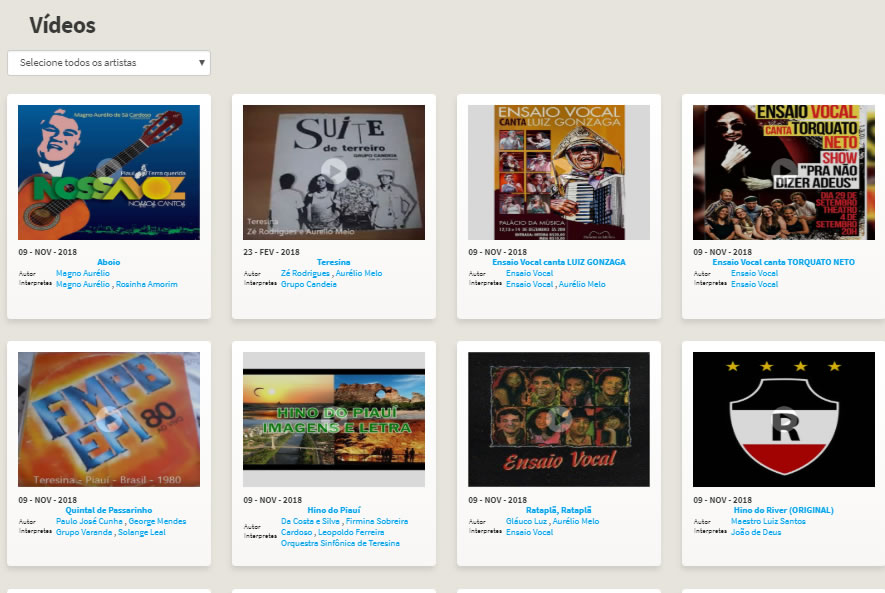 Vídeos
Selecione todos os artistas
Magno Aurélio de Sá Cardoso
Piauí Terra querida
NOSSA VOZ
NOSSOS CANTOS
09 - NOV - 2018
Aboio
Autor Magno Aurélio
Interpretes Magno Aurélio , Rosinha Amorim
SUÍTE
de terreiro
GRUPO CANDEIA
Teresina
Zé Rodrigues e Aurélio Melo
23 - FEV - 2018
Teresina
Autor Zé Rodrigues , Aurélio Melo
Interpretes Grupo Candeia
ENSAIO VOCAL
CANTA LUIZ GONZAGA
PALÁCIO DA MÚSICA
09 - NOV - 2018
Ensaio Vocal canta LUIZ GONZAGA
Autor Ensaio Vocal
Interpretes Ensaio Vocal , Aurélio Melo
ENSAIO VOCAL
CANTA TORQUATO
NETO
SHOW
"PRA NÃO
DIZER ADEUS"
DIA 29 DE
SETEMBRO
THEATRO
4 DE
SETEMBRO
20H
09 - NOV - 2018
Ensaio Vocal canta TORQUATO NETO
Autor Ensaio Vocal
Interpretes Ensaio Vocal
FMPB
EPI
80
AO VIVO
Teresina - Piauí - Brasil - 1980
09 - NOV - 2018
Quintal de Passarinho
Autor Paulo José Cunha , George Mendes
Interpretes Grupo Varanda , Solange Leal
HINO DO PIAUÍ
IMAGENS E LETRA
09 - NOV - 2018
Hino do Piauí
Autor Da Costa e Silva , Firmina Sobreira
Interpretes Cardoso , Leopoldo Ferreira
Orquestra Sinfônica de Teresina
Ensaio Vocal
09 - NOV - 2018
Rataplã, Rataplã
Autor Gláuco Luz , Aurélio Melo
Interpretes Ensaio Vocal
R
09 - NOV - 2018
Hino do River (ORIGINAL)
Autor Maestro Luiz Santos
Interpretes João de Deus